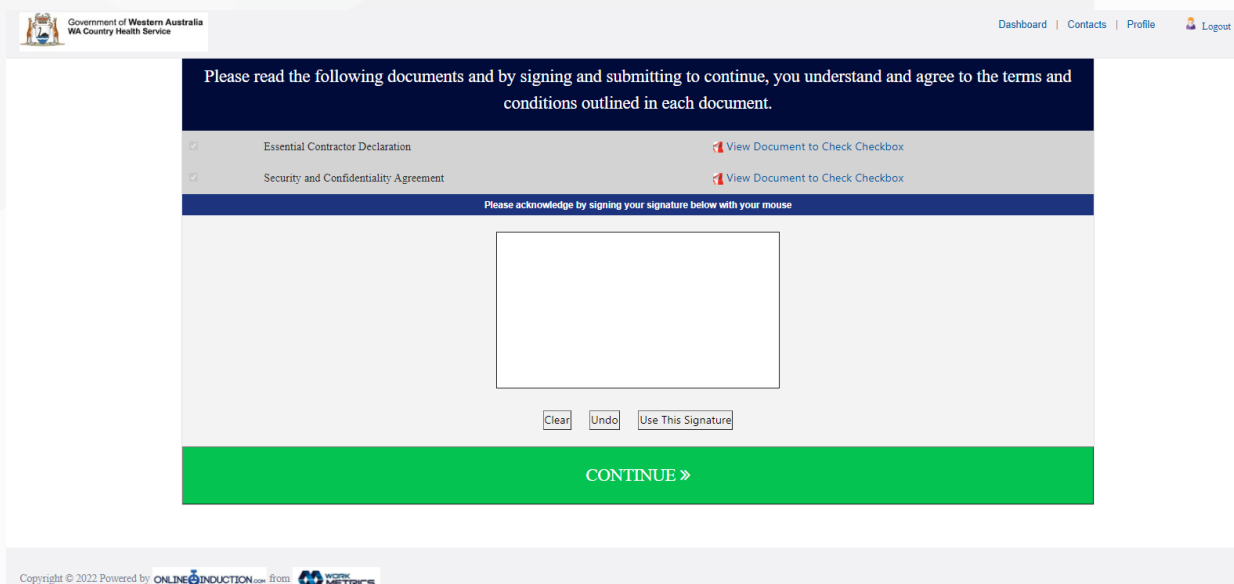 Government of Western Australia
WA Country Health Service
Dashboard | Contacts | Profile Logout
Please read the following documents and by signing and submitting to continue, you understand and agree to the terms and
conditions outlined in each document.
Essential Contractor Declaration View Document to Check Checkbox
Security and Confidentiality Agreement View Document to Check Checkbox
Please acknowledge by signing your signature below with your mouse
Clear Undo Use This Signature
CONTINUE »
Copyright © 2022 Powered by ONLINE INDUCTION.COM from WORK METRICS